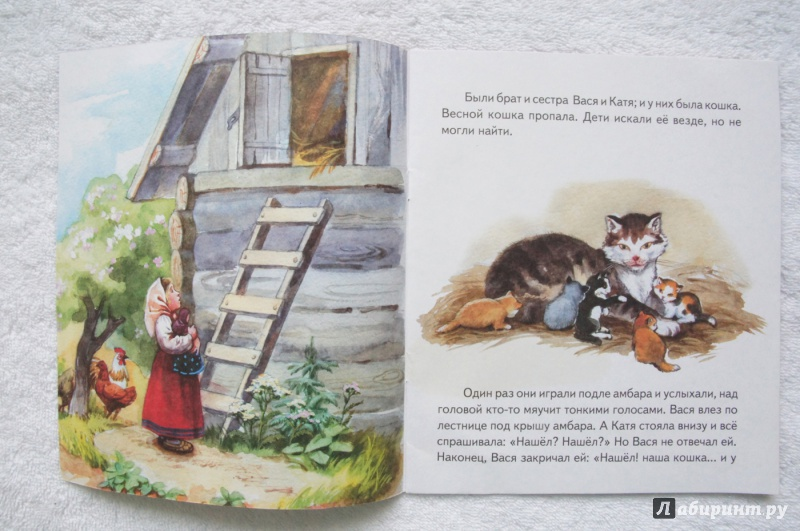 Были брат и сестра Вася и Катя; и у них была кошка.
Весной кошка пропала. Дети искали её везде, но не
могли найти.
Один раз они играли подле амбара и услыхали, над
головой кто-то мяучит тонкими голосами. Вася влез по
лестнице под крышу амбара. А Катя стояла внизу и всё
спрашивала: «Нашёл? Нашёл?» Но Вася не отвечал ей.
Наконец, Вася закричал ей: «Нашёл! наша кошка... и у
Лабиринт.ру